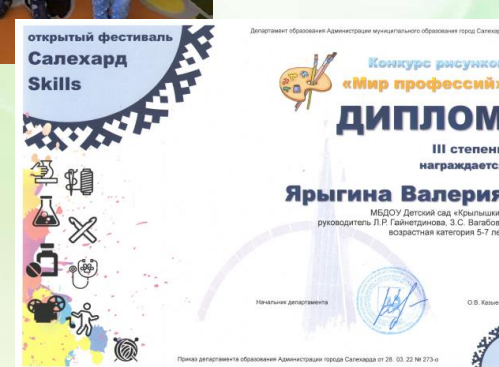 открытый фестиваль
Салехард
Skills
Департамент образования Администрации муниципального образования город Салехард
Конкурс рисунков
«Мир профессий»
ДИПЛОМ
III степени
награждается
Ярыгина Валерия
МБДОУ Детский сад «Крылышки»
руководитель Л.Р. Гайнетдинова, З.С. Вагабова
возрастная категория 5-7 лет
Начальник департамента
О.В.
Приказ департамента образования Администрации города Салехарда от 28. 03. 22 № 273-о